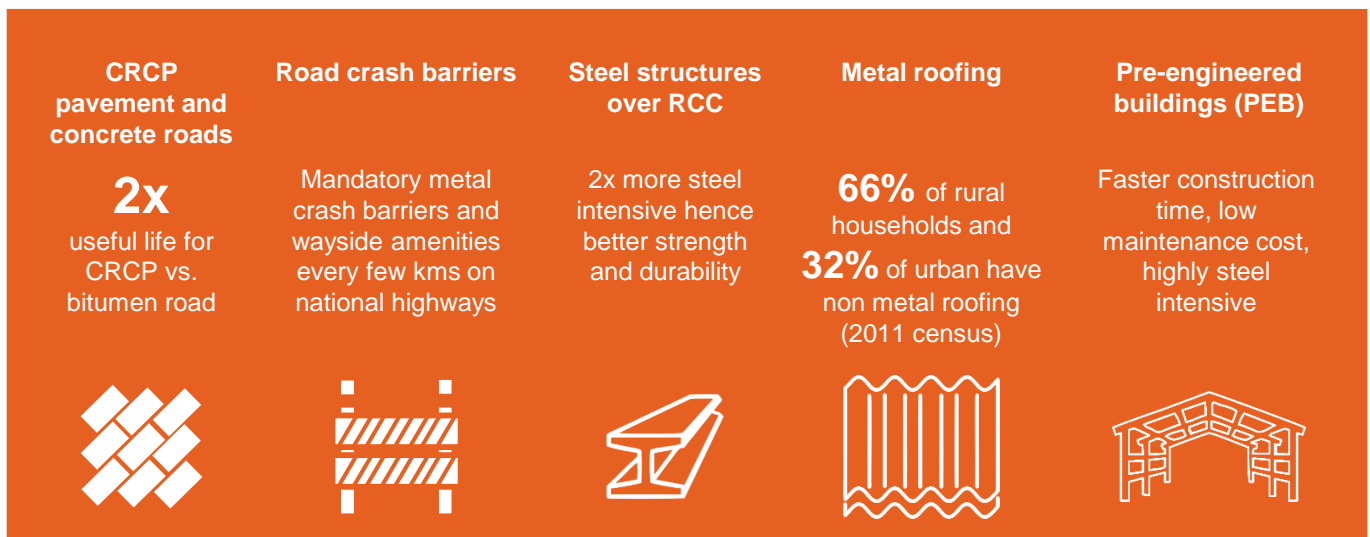 CRCP
pavement and
concrete roads
2x
useful life for
CRCP vs.
bitumen road
Road crash barriers
Mandatory metal
crash barriers and
wayside amenities
every few kms on
national highways
Steel structures
over RCC
2x more steel
intensive hence
better strength
and durability
Metal roofing
66% of rural
households and
32% of urban have
non metal roofing
(2011 census)
Pre-engineered
buildings (PEB)
Faster construction
time, low
maintenance cost,
highly steel
intensive